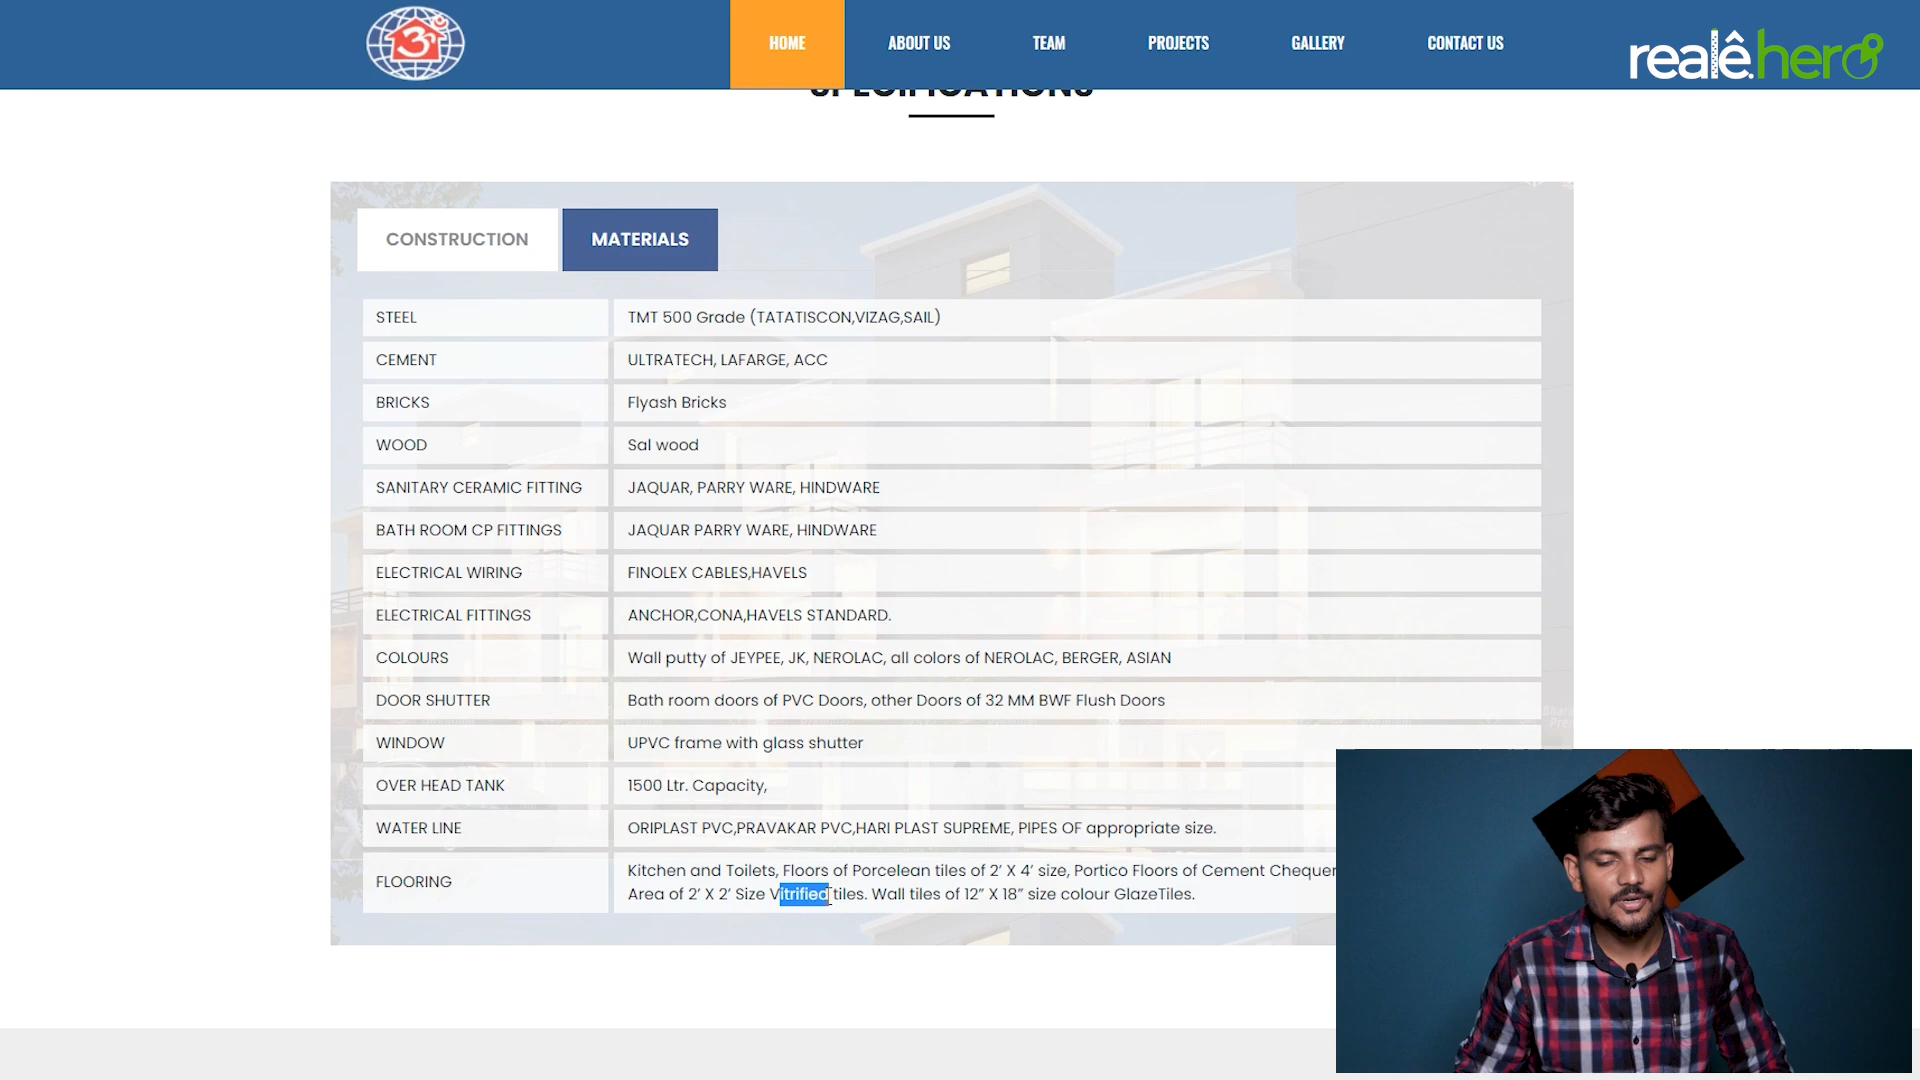 HOME
ABOUT US
TEAM
PROJECTS
GALLERY
CONTACT US
realê.hero
SPECIFICATIONS
CONSTRUCTION
MATERIALS
STEEL
TMT 500 Grade (TATATISCON,VIZAG,SAIL)
CEMENT
ULTRATECH, LAFARGE, ACC
BRICKS
Flyash Bricks
WOOD
Sal wood
SANITARY CERAMIC FITTING
JAQUAR, PARRY WARE, HINDWARE
BATH ROOM CP FITTINGS
JAQUAR PARRY WARE, HINDWARE
ELECTRICAL WIRING
FINOLEX CABLES,HAVELS
ELECTRICAL FITTINGS
ANCHOR,CONA,HAVELS STANDARD.
COLOURS
Wall putty of JEYPEE, JK, NEROLAC, all colors of NEROLAC, BERGER, ASIAN
DOOR SHUTTER
Bath room doors of PVC Doors, other Doors of 32 MM BWF Flush Doors
WINDOW
UPVC frame with glass shutter
OVER HEAD TANK
1500 Ltr. Capacity,
WATER LINE
ORIPLAST PVC,PRAVAKAR PVC,HARI PLAST SUPREME, PIPES OF appropriate size.
FLOORING
Kitchen and Toilets, Floors of Porcelean tiles of 2’ X 4’ size, Portico Floors of Cement Chequer
Area of 2’ X 2’ Size Vitrified tiles. Wall tiles of 12” X 18” size colour GlazeTiles.